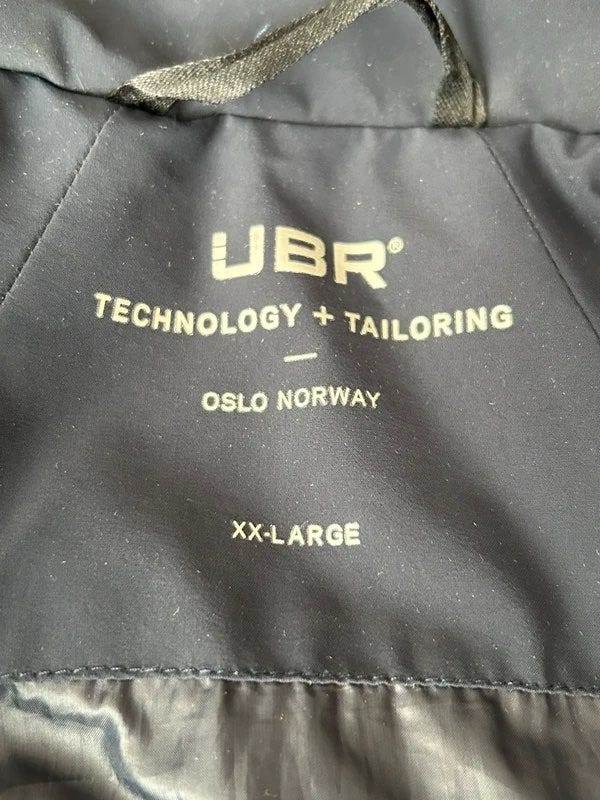 UBR®
TECHNOLOGY + TAILORING
OSLO NORWAY
XX-LARGE